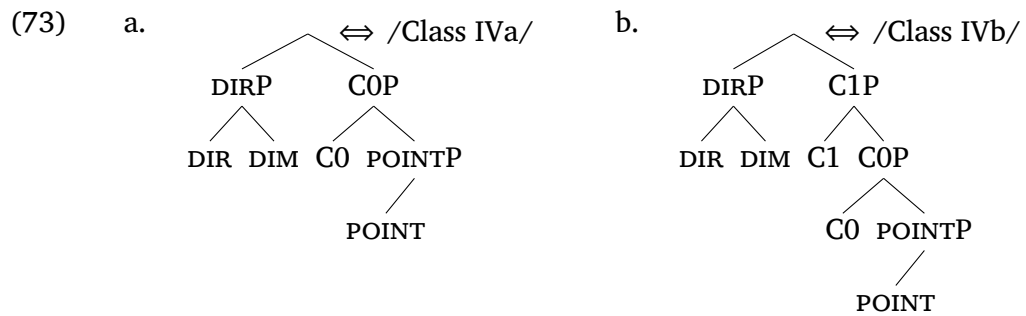 (73) a. ⇔ /Class IVa/ b. ⇔ /Class IVb/
DIRP C0P DIRP C1P
DIR DIM C0 POINTP DIR DIM C1 C0P
POINT C0 POINTP
POINT